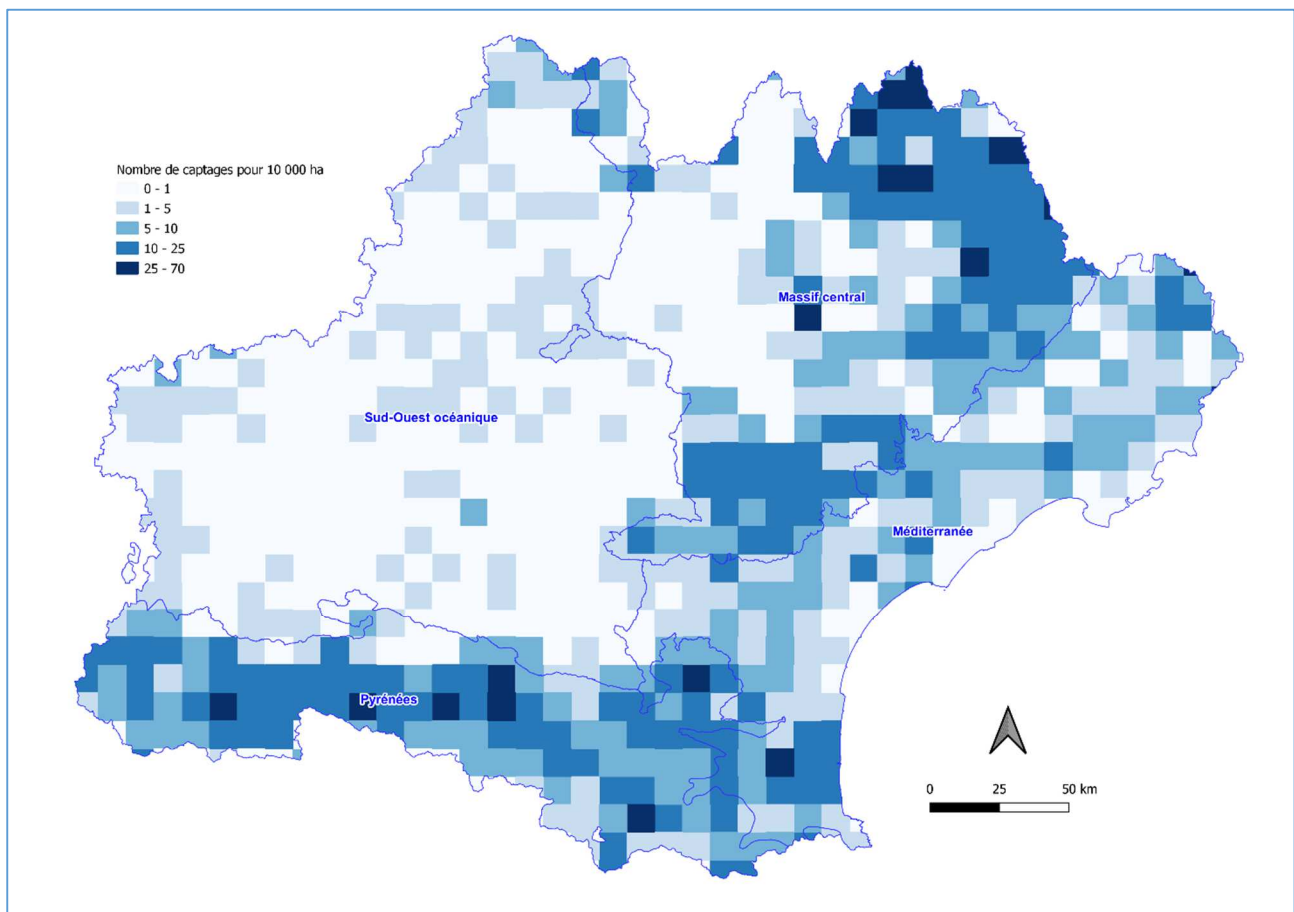 Nombre de captages pour 10 000 ha
0 - 1
1 - 5
5 - 10
10 - 25
25 - 70
Massif central
Sud-Ouest océanique
Méditerranée
Pyrénées
0 25 50 km